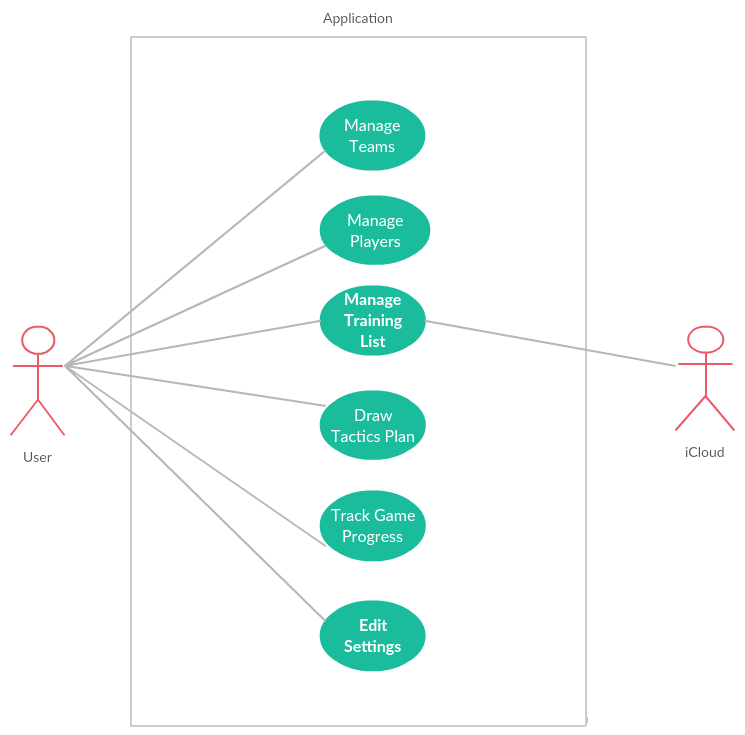 Application
Manage
Teams
Manage
Players
Manage
Training
List
Draw
Tactics Plan
Track Game
Progress
Edit
Settings
User
iCloud